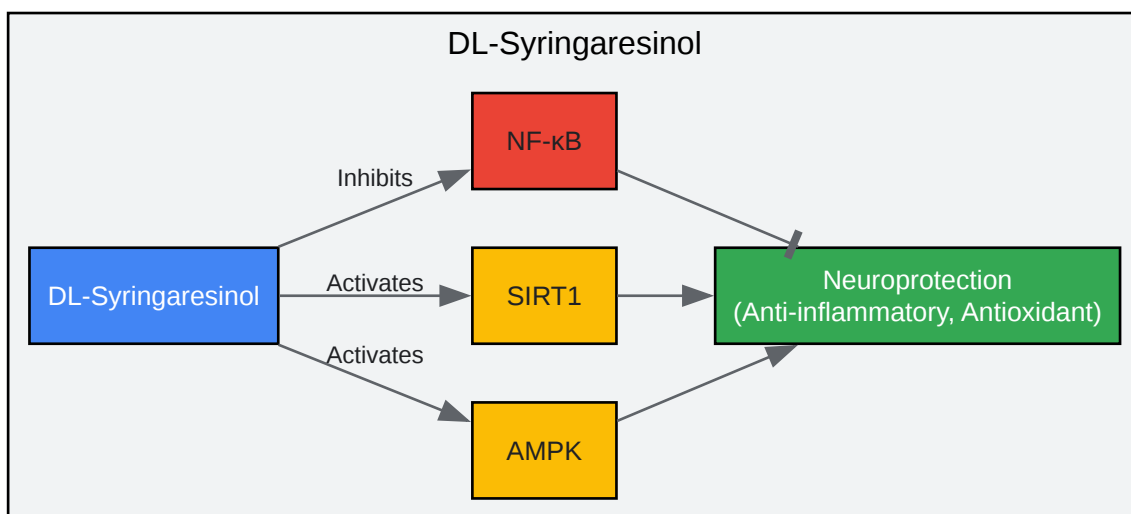 DL-Syringaresinol
NF-κB
Inhibits
DL-Syringaresinol
Activates
SIRT1
Neuroprotection
(Anti-inflammatory, Antioxidant)
Activates
AMPK